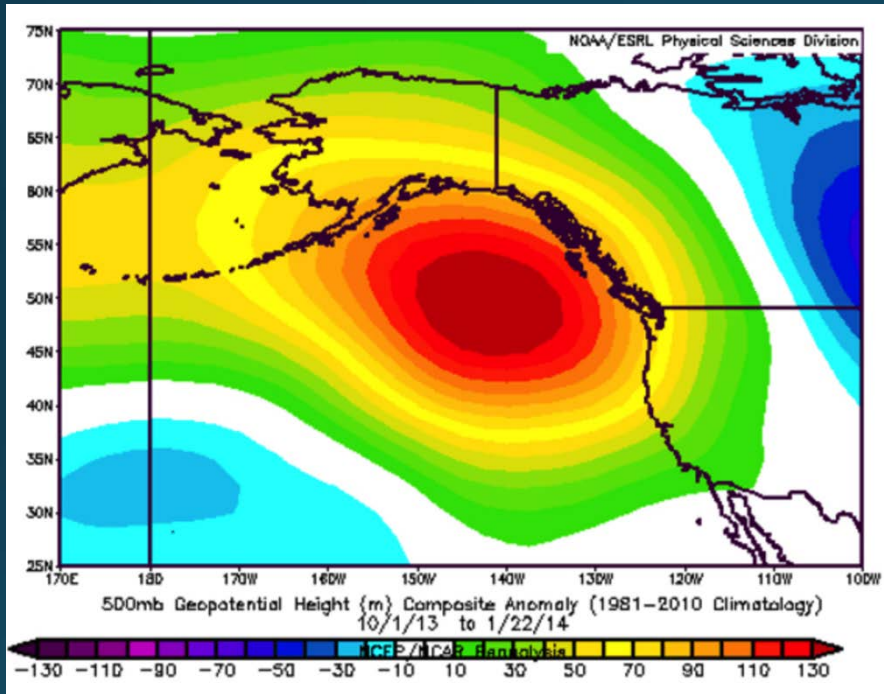 NOAA/ESRL Physical Sciences Division
75N
70N
65N
60N
55N
50N
45N
40N
35N
30N
25N
170E 180 170W 160W 150W 140W 130W 120W 110W 100W
500mb Geopotential Height (m) Composite Anomaly (1981-2010 Climatology)
10/1/13 to 1/22/14
NCEP/NCAR Reanalysis
-130 -110 -90 -70 -50 -30 -10 10 30 50 70 90 110 130